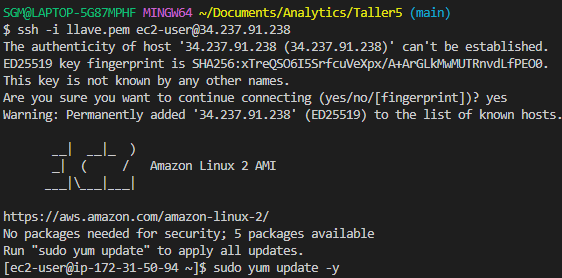 SGM@LAPTOP-5G87MPHF MINGW64 ~/Documents/Analytics/Taller5 (main)
$ ssh -i llave.pem ec2-user@34.237.91.238
The authenticity of host '34.237.91.238 (34.237.91.238)' can't be established.
ED25519 key fingerprint is SHA256:xTreQSO6I5SrfcuVeXpx/A+ArGLkMwMUTRnvdLfPEO0.
This key is not known by any other names.
Are you sure you want to continue connecting (yes/no/[fingerprint])? yes
Warning: Permanently added '34.237.91.238' (ED25519) to the list of known hosts.
       __|  __|_  )
       _|  (     /   Amazon Linux 2 AMI
      ___|\___|___|
https://aws.amazon.com/amazon-linux-2/
No packages needed for security; 5 packages available
Run "sudo yum update" to apply all updates.
[ec2-user@ip-172-31-50-94 ~]$ sudo yum update -y